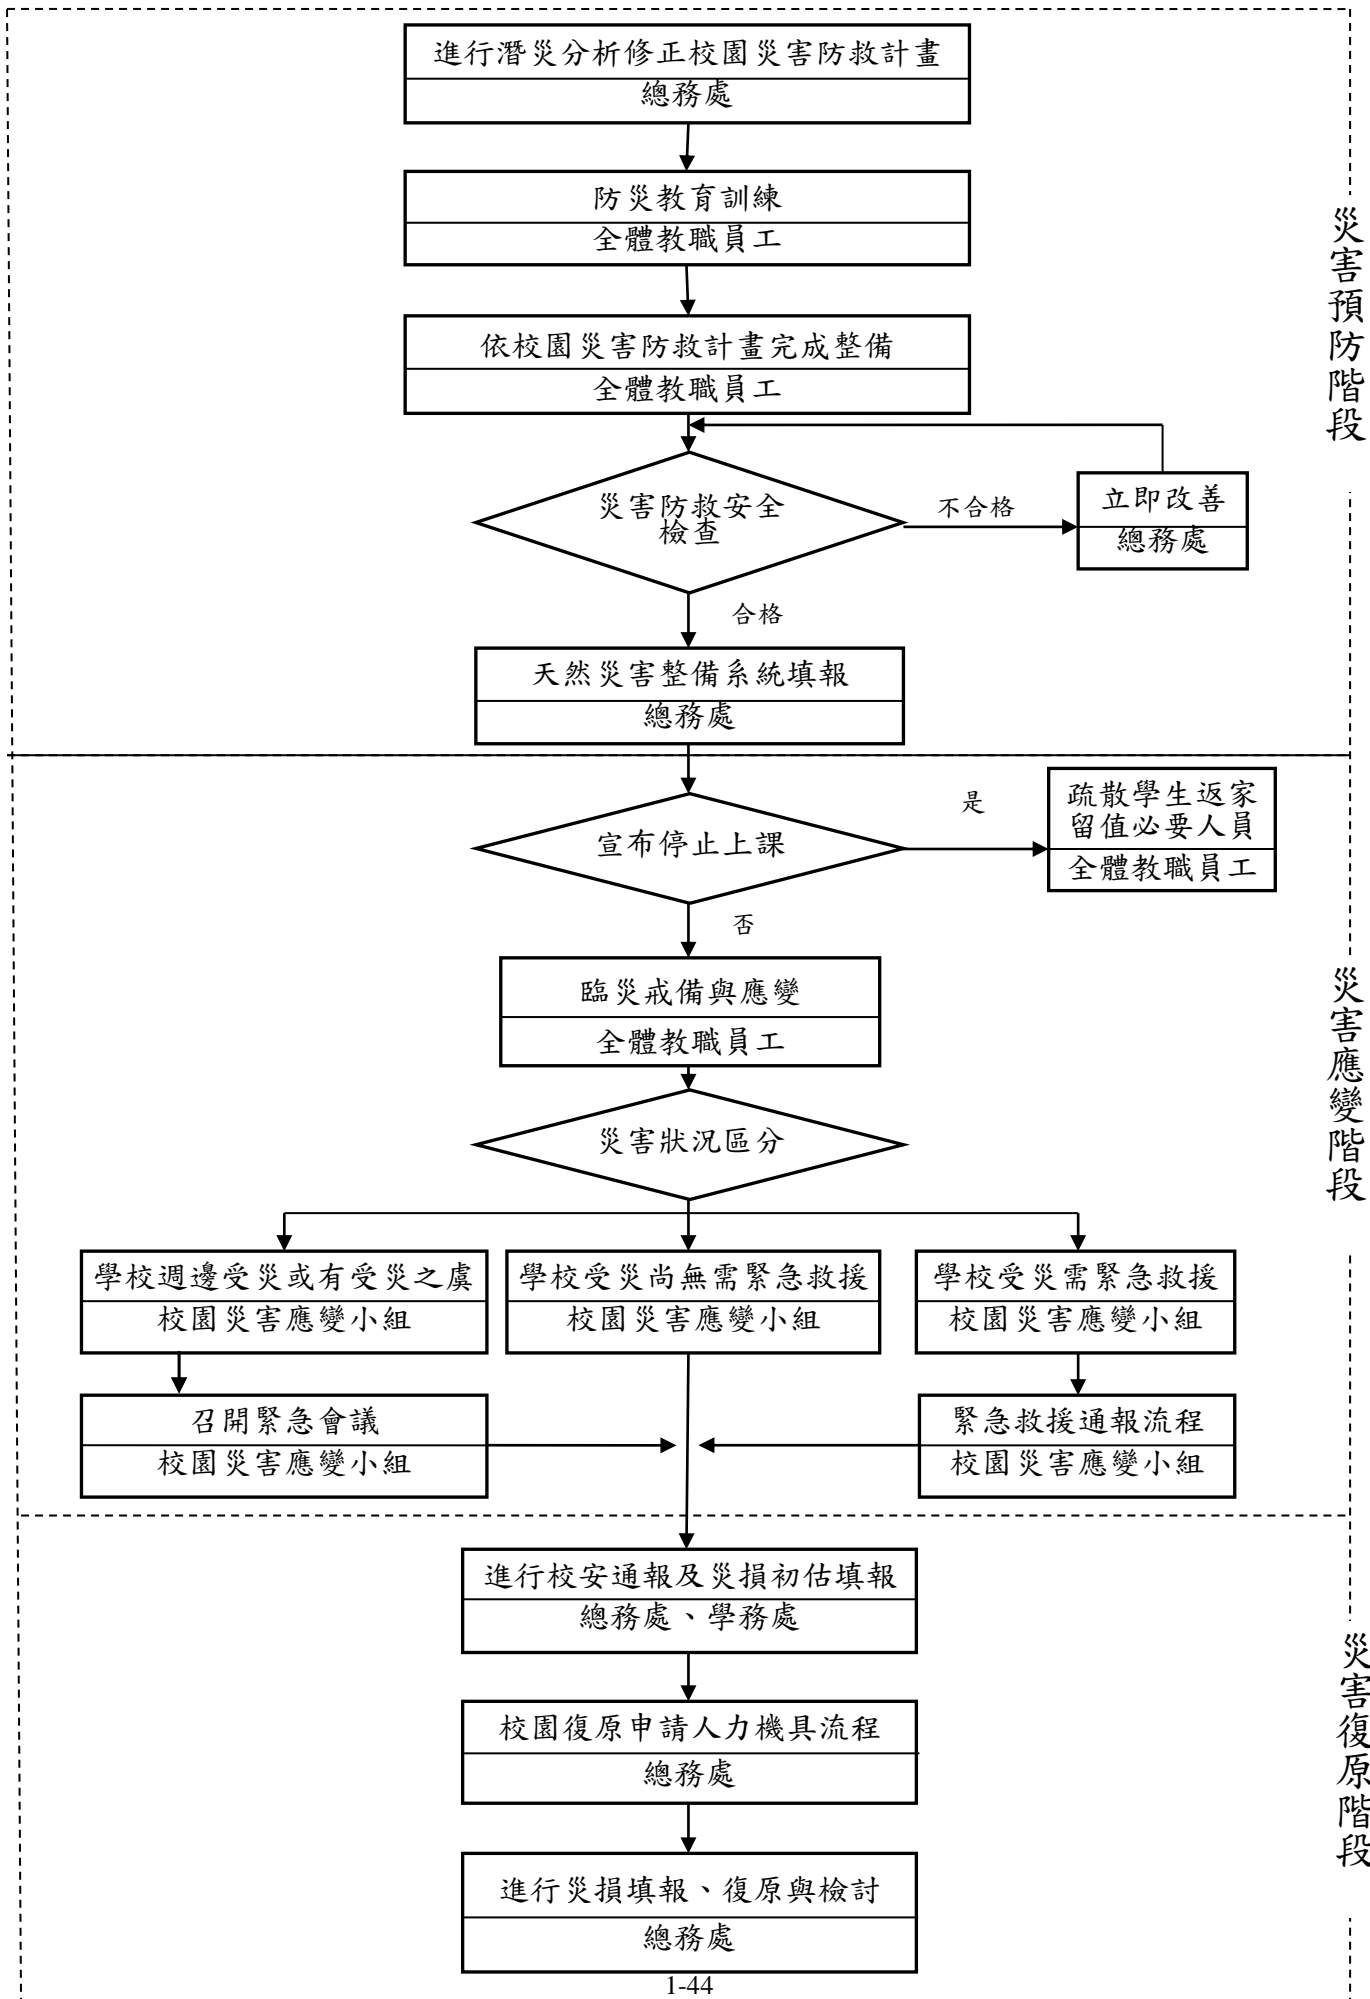 進行潛災分析修正校園災害防救計畫
總務處
防災教育訓練
全體教職員工
依校園災害防救計畫完成整備
全體教職員工
災害防救安全
檢查
不合格
立即改善
總務處
合格
天然災害整備系統填報
總務處
災害預防階段
宣布停止上課
是
疏散學生返家
留值必要人員
全體教職員工
否
臨災戒備與應變
全體教職員工
災害狀況區分
學校週邊受災或有受災之虞
校園災害應變小組
學校受災尚無需緊急救援
校園災害應變小組
學校受災需緊急救援
校園災害應變小組
召開緊急會議
校園災害應變小組
緊急救援通報流程
校園災害應變小組
災害應變階段
進行校安通報及災損初估填報
總務處、學務處
校園復原申請人力機具流程
總務處
進行災損填報、復原與檢討
總務處
災害復原階段
1-44